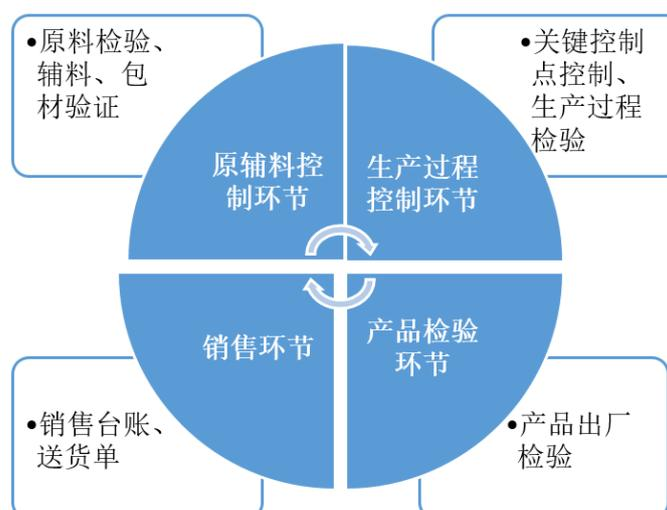 •原料检验、
辅料、包
材验证
•关键控制
点控制、
生产过程
检验
原辅料控
制环节
生产过程
控制环节
销售环节
产品检验
环节
•销售台账、
送货单
•产品出厂
检验